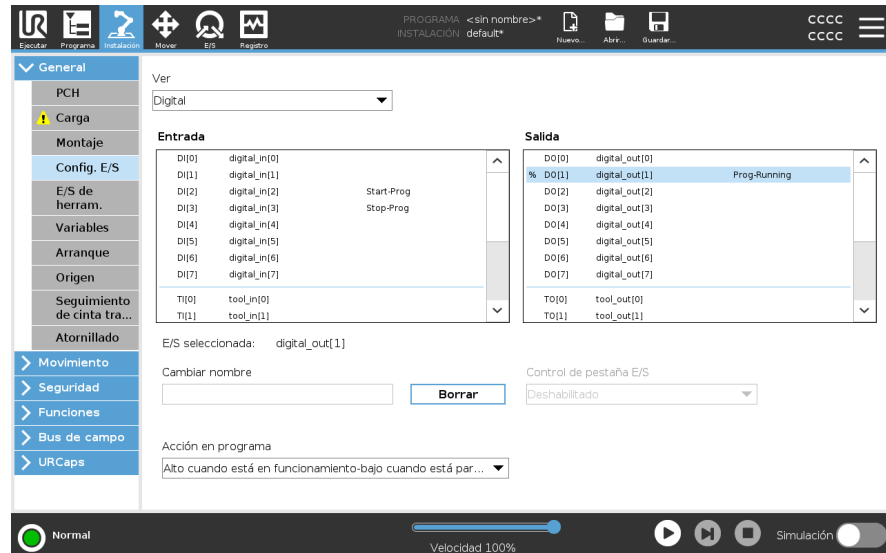 PROGRAMA <sin nombre>*
INSTALACIÓN default*
Ejecutar Programa Instalación Mover E/S Registro
Nuevo... Abrir... Guardar...
CCCC
CCCC
General
PCH
Carga
Montaje
Config. E/S
E/S de
herram.
Variables
Arranque
Origen
Seguimiento
de cinta tra...
Atornillado
Movimiento
Seguridad
Funciones
Bus de campo
URCaps
Ver
Digital
Entrada
DI[0] digital_in[0]
DI[1] digital_in[1]
DI[2] digital_in[2] Start-Prog
DI[3] digital_in[3] Stop-Prog
DI[4] digital_in[4]
DI[5] digital_in[5]
DI[6] digital_in[6]
DI[7] digital_in[7]
TI[0] tool_in[0]
TI[1] tool_in[1]
Salida
DO[0] digital_out[0]
% DO[1] digital_out[1] Prog-Running
DO[2] digital_out[2]
DO[3] digital_out[3]
DO[4] digital_out[4]
DO[5] digital_out[5]
DO[6] digital_out[6]
DO[7] digital_out[7]
TO[0] tool_out[0]
TO[1] tool_out[1]
E/S seleccionada: digital_out[1]
Cambiar nombre
Borrar
Control de pestaña E/S
Deshabilitado
Acción en programa
Alto cuando está en funcionamiento-bajo cuando está par...
Normal
Velocidad 100%
Simulación